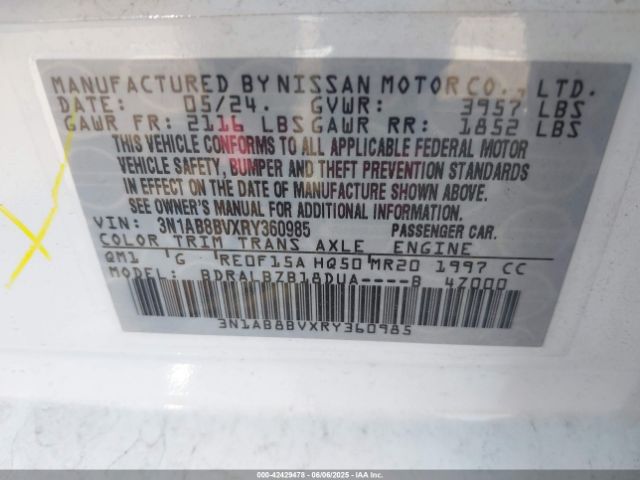 MANUFACTURED BY NISSAN MOTOR CO., LTD.
DATE: 05/24. GVWR: 3957 LBS
GAWR FR: 2116 LBS GAWR RR: 1852 LBS
THIS VEHICLE CONFORMS TO ALL APPLICABLE FEDERAL MOTOR
VEHICLE SAFETY, BUMPER AND THEFT PREVENTION STANDARDS
IN EFFECT ON THE DATE OF MANUFACTURE SHOWN ABOVE.
SEE OWNER'S MANUAL FOR ADDITIONAL INFORMATION.
VIN: 3N1AB8BVXRY360985 PASSENGER CAR.
COLOR TRIM TRANS AXLE ENGINE
QM1 G RE0F15A HQ50 MR20 1997 CC
MODEL: BDRALBZB18DUA----B 47000
3N1AB8BVXRY360985
000-42429478 - 06/06/2025 - IAAI.COM